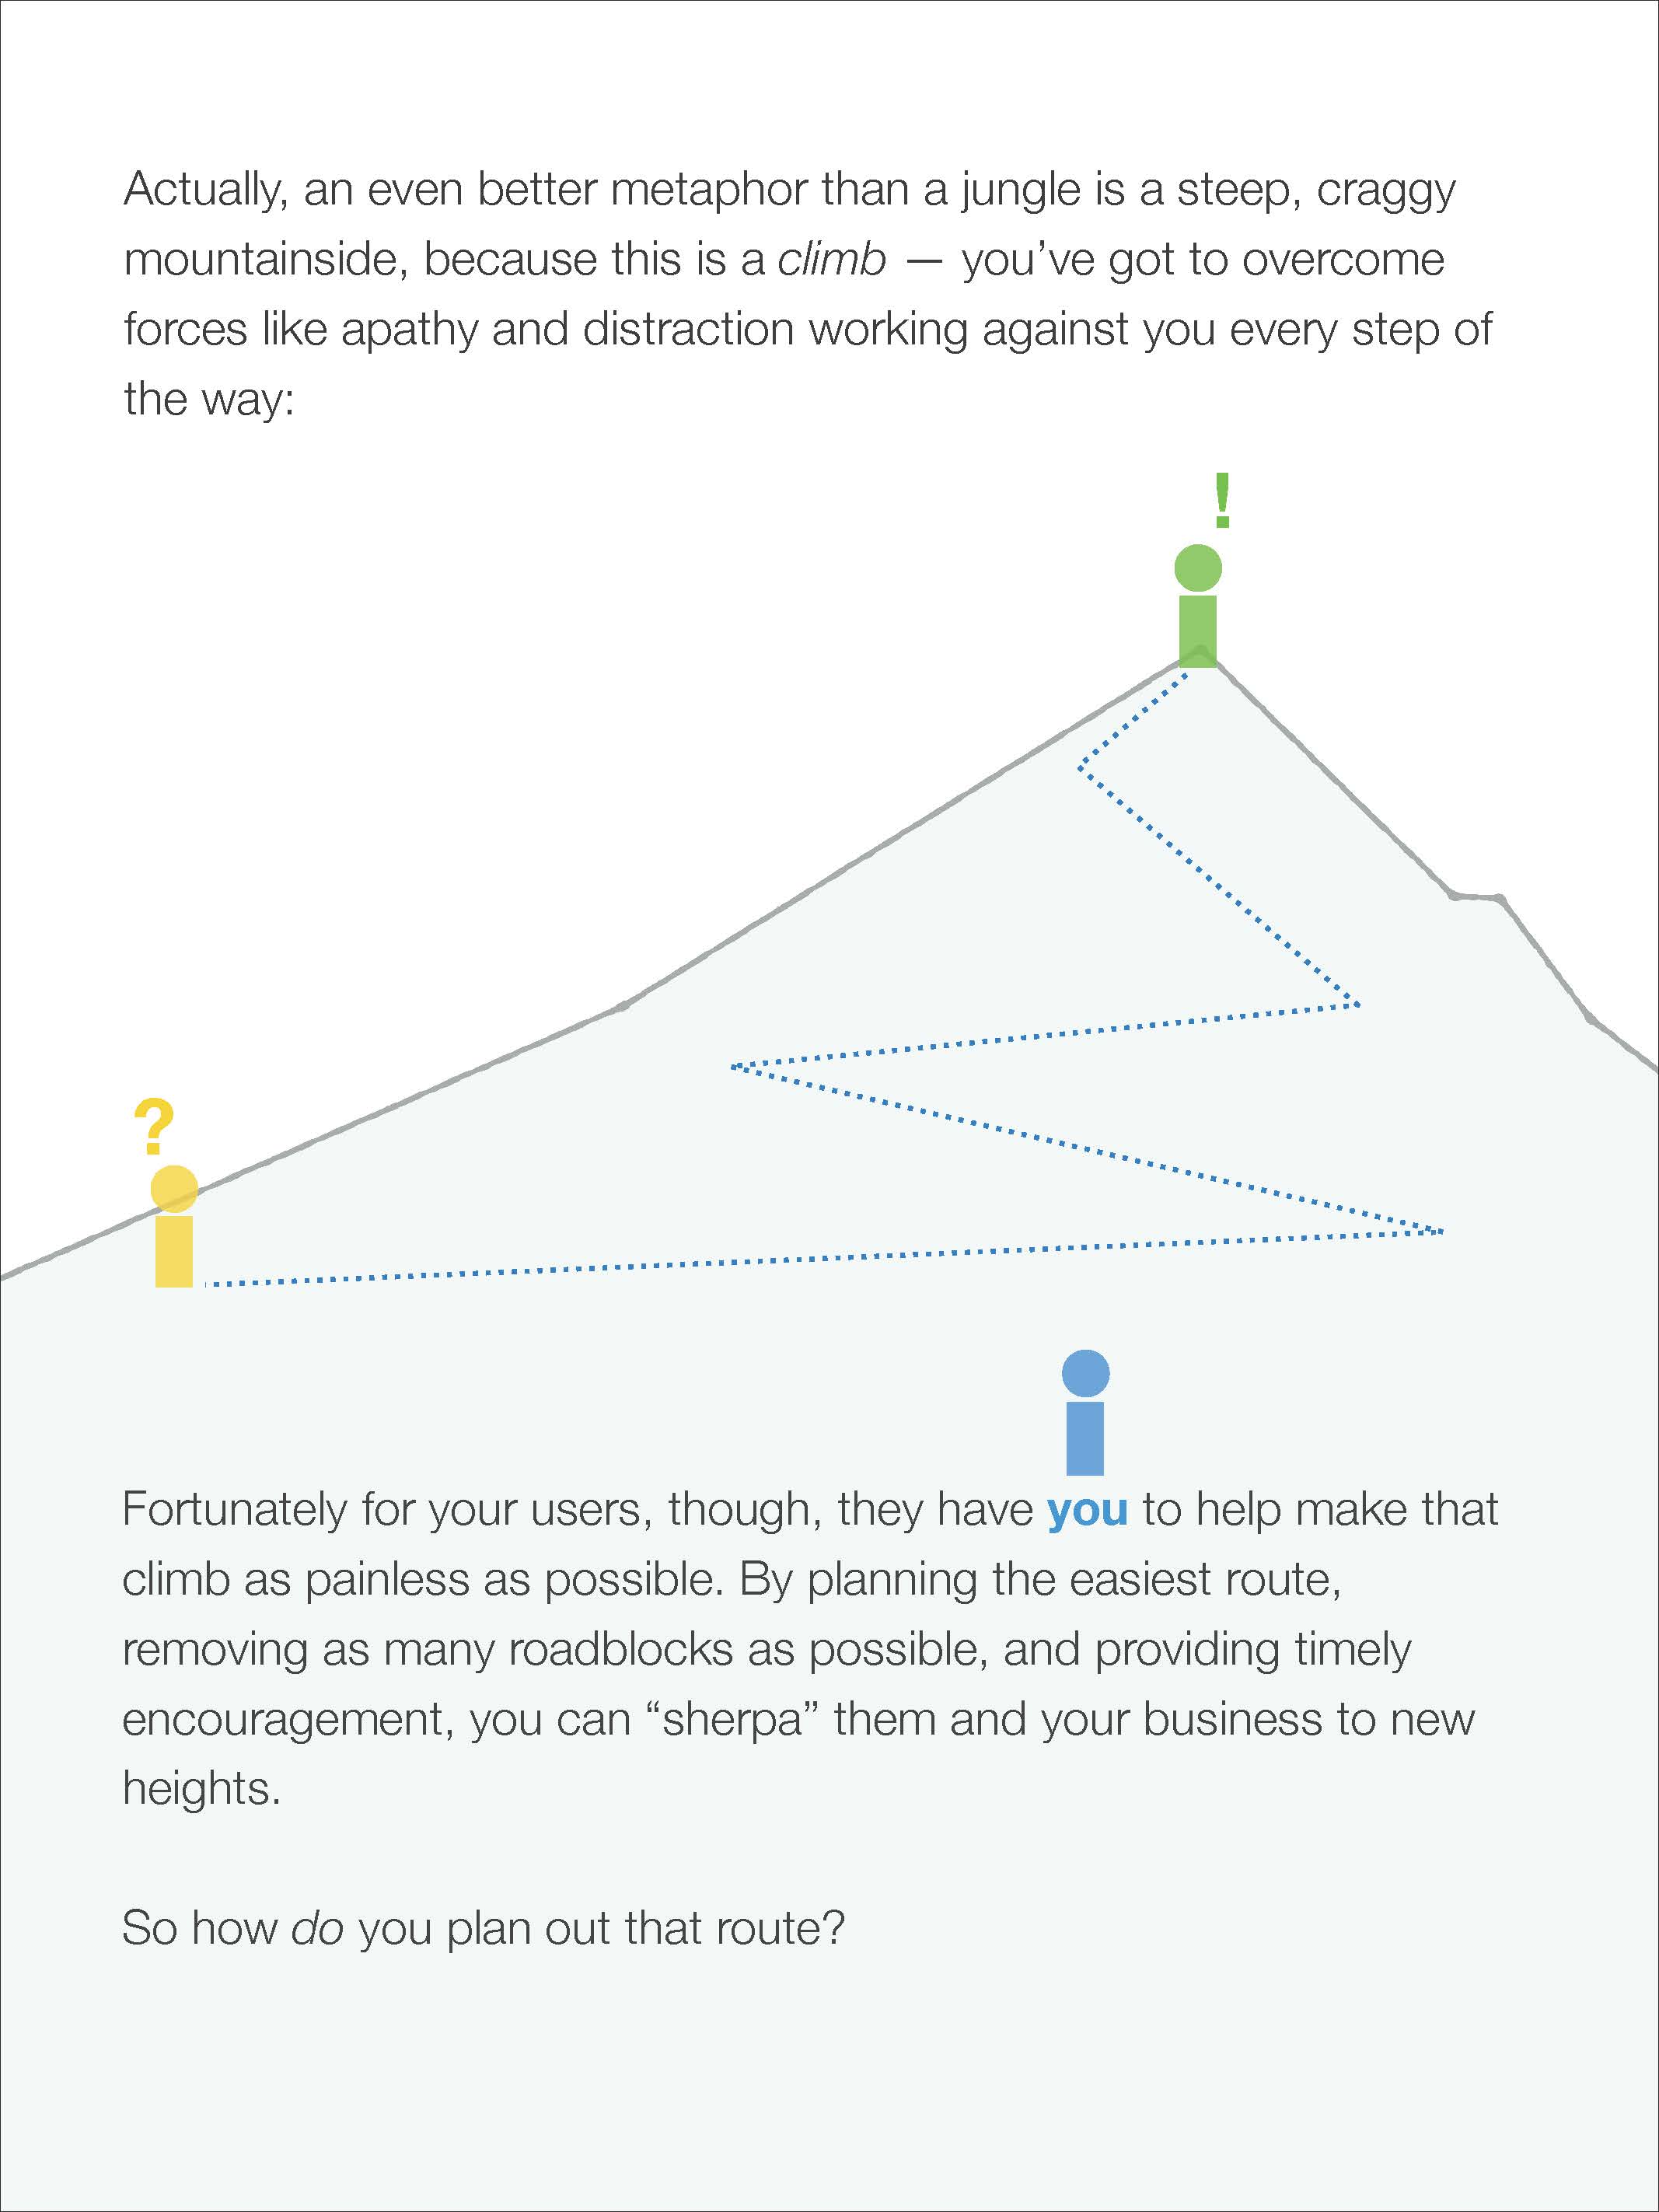 Actually, an even better metaphor than a jungle is a steep, craggy
mountainside, because this is a climb — you’ve got to overcome
forces like apathy and distraction working against you every step of
the way:
!
?
Fortunately for your users, though, they have you to help make that
climb as painless as possible. By planning the easiest route,
removing as many roadblocks as possible, and providing timely
encouragement, you can “sherpa” them and your business to new
heights.
So how do you plan out that route?